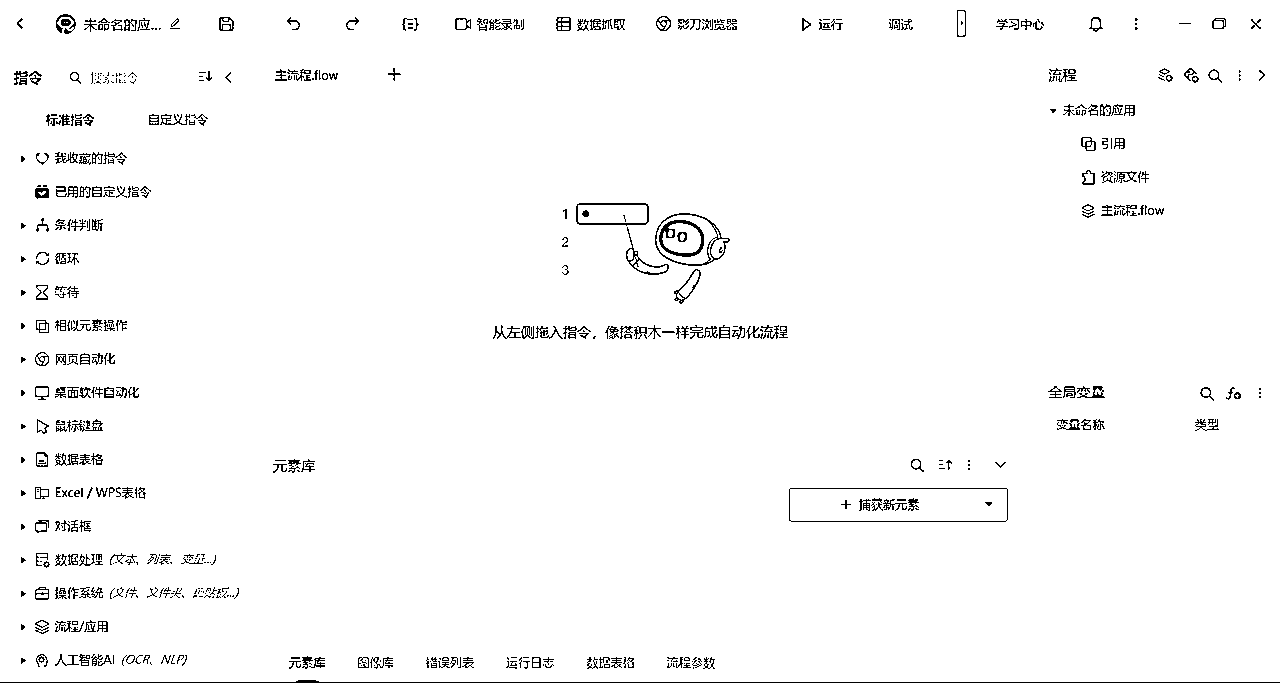 未命名的应... 智能录制 数据抓取 影刀浏览器 运行 调试 学习中心
指令 搜索指令
标准指令 自定义指令
我收藏的指令
已用的自定义指令
条件判断
循环
等待
相似元素操作
网页自动化
桌面软件自动化
鼠标键盘
数据表格
Excel / WPS表格
对话框
数据处理 (文本、列表、变量...)
操作系统 (文件、文件夹、剪贴板...)
流程/应用
人工智能AI (OCR、NLP)
主流程.flow
1
2
3
从左侧拖入指令，像搭积木一样完成自动化流程
元素库
捕获新元素
元素库 图像库 错误列表 运行日志 数据表格 流程参数
流程
未命名的应用
引用
资源文件
主流程.flow
全局变量
变量名称 类型